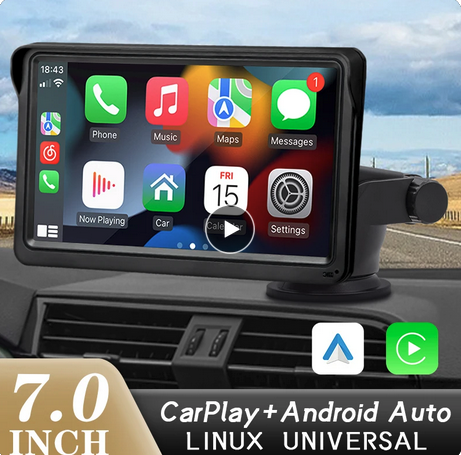 18:43
1
Phone
Music
Maps
Messages
FRI
15
Now Playing
Car
Calendar
Settings
7.0
INCH
CarPlay+Android Auto
LINUX UNIVERSAL